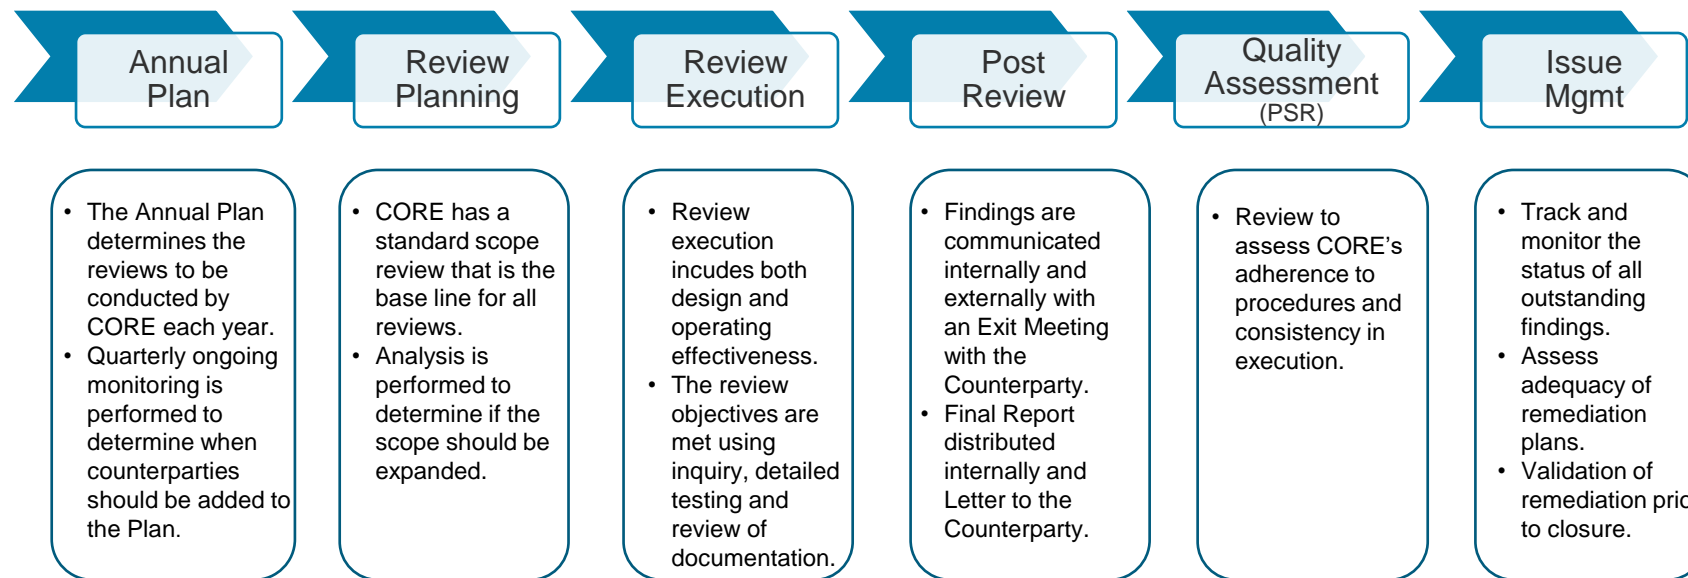 Annual
Plan
Review
Planning
Review
Execution
Post
Review
Quality
Assessment
(PSR)
Issue
Mgmt
• The Annual Plan
determines the
reviews to be
conducted by
CORE each year.
• Quarterly ongoing
monitoring is
performed to
determine when
counterparties
should be added to
the Plan.
• CORE has a
standard scope
review that is the
base line for all
reviews.
• Analysis is
performed to
determine if the
scope should be
expanded.
• Review
execution
incudes both
design and
operating
effectiveness.
• The review
objectives are
met using
inquiry, detailed
testing and
review of
documentation.
• Findings are
communicated
internally and
externally with
an Exit Meeting
with the
Counterparty.
• Final Report
distributed
internally and
Letter to the
Counterparty.
• Review to
assess CORE’s
adherence to
procedures and
consistency in
execution.
• Track and
monitor the
status of all
outstanding
findings.
• Assess
adequacy of
remediation
plans.
• Validation of
remediation
to closure.